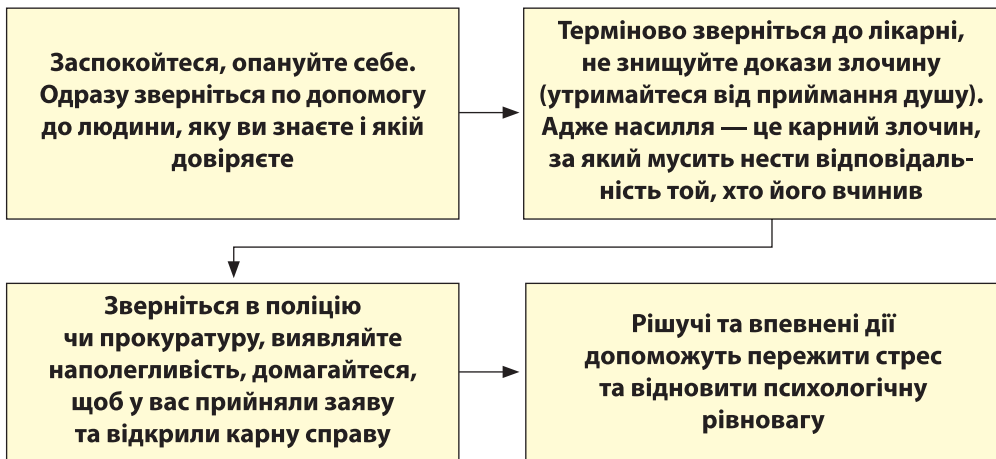 Заспокойтеся, опануйте себе.
Одразу зверніться по допомогу
до людини, яку ви знаєте і якій
довіряєте
Терміново зверніться до лікарні,
не знищуйте докази злочину
(утримайтеся від приймання душу).
Адже насилля — це карний злочин,
за який мусить нести відповідаль-
ність той, хто його вчинив
Зверніться в поліцію
чи прокуратуру, виявляйте
наполегливість, домагайтеся,
щоб у вас прийняли заяву
та відкрили карну справу
Рішучі та впевнені дії
допоможуть пережити стрес
та відновити психологічну
рівновагу